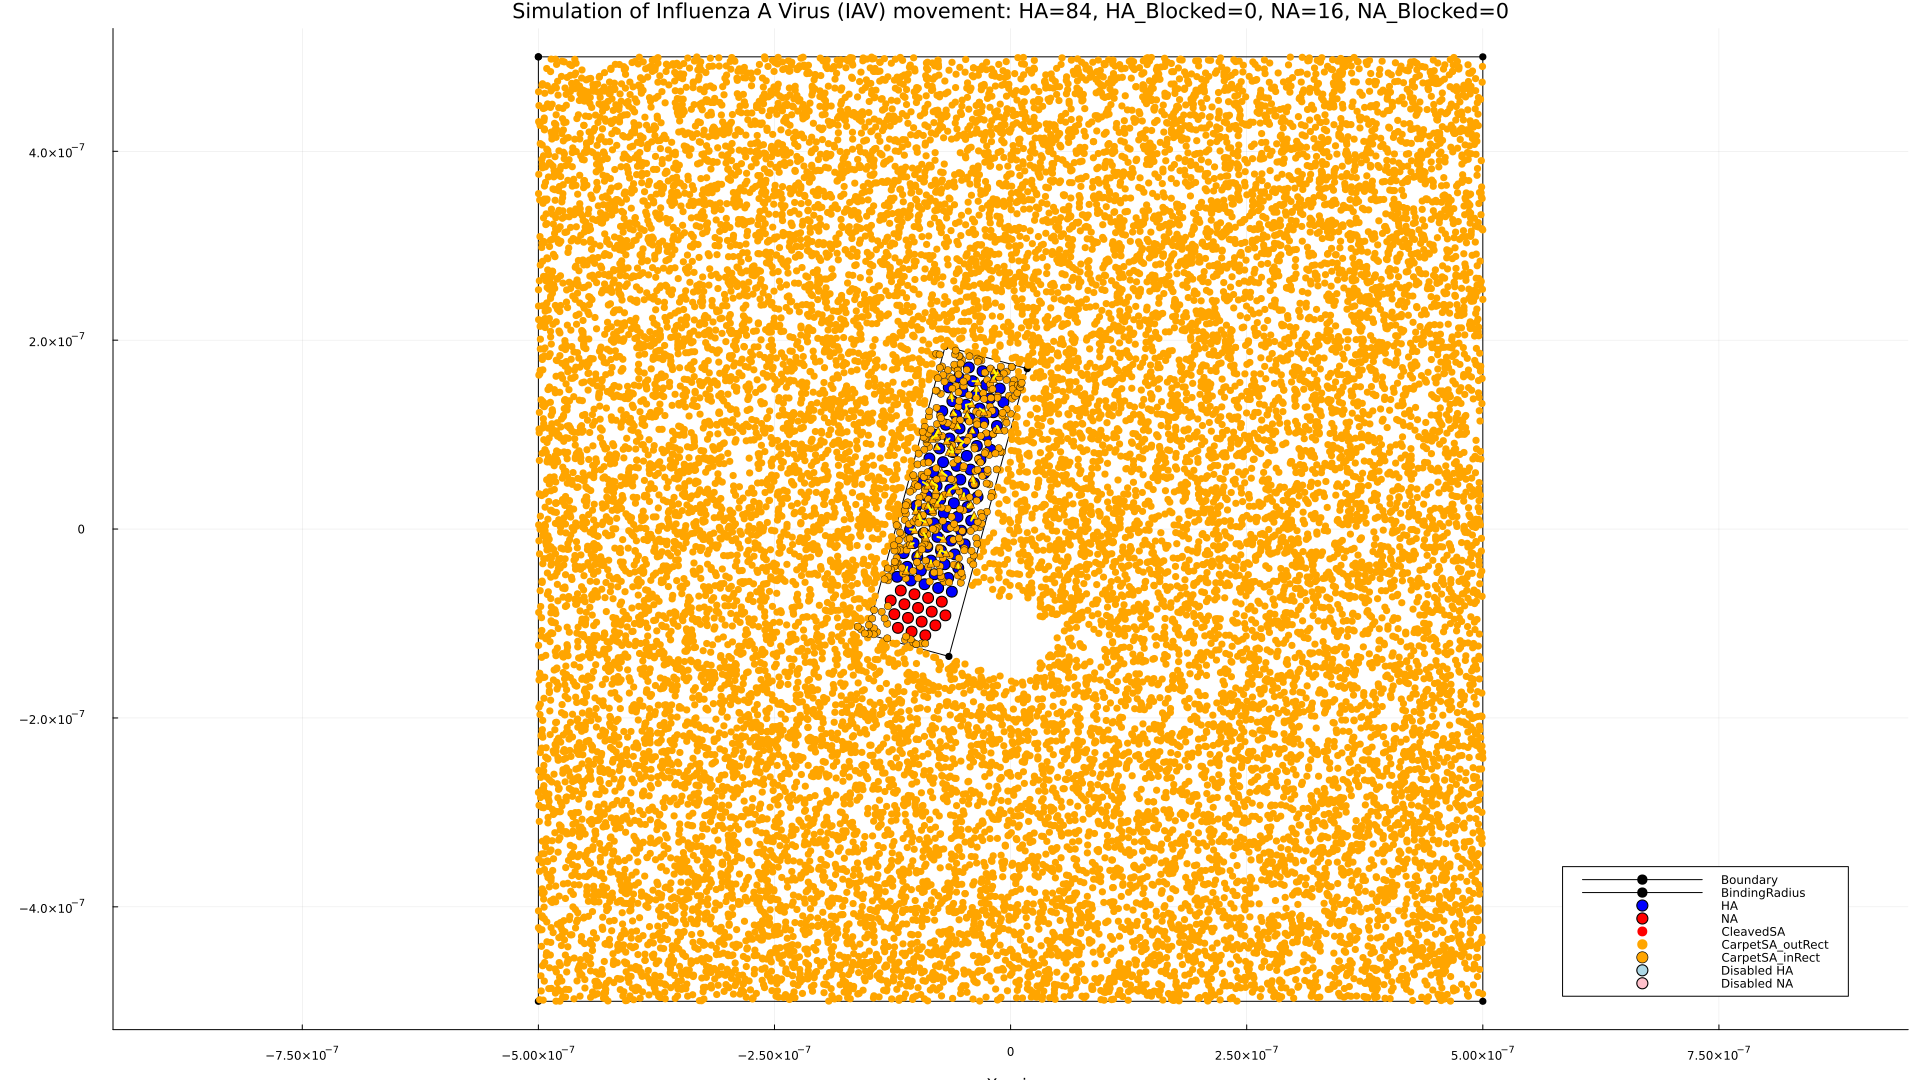 Simulation of Influenza A Virus (IAV) movement: HA=84, HA_Blocked=0, NA=16, NA_Blocked=0
4.0×10⁻⁷
2.0×10⁻⁷
0
−2.0×10⁻⁷
−4.0×10⁻⁷
−7.50×10⁻⁷
−5.00×10⁻⁷
−2.50×10⁻⁷
0
2.50×10⁻⁷
5.00×10⁻⁷
7.50×10⁻⁷
Boundary
BindingRadius
HA
NA
CleavedSA
CarpetSA_outRect
CarpetSA_inRect
Disabled HA
Disabled NA